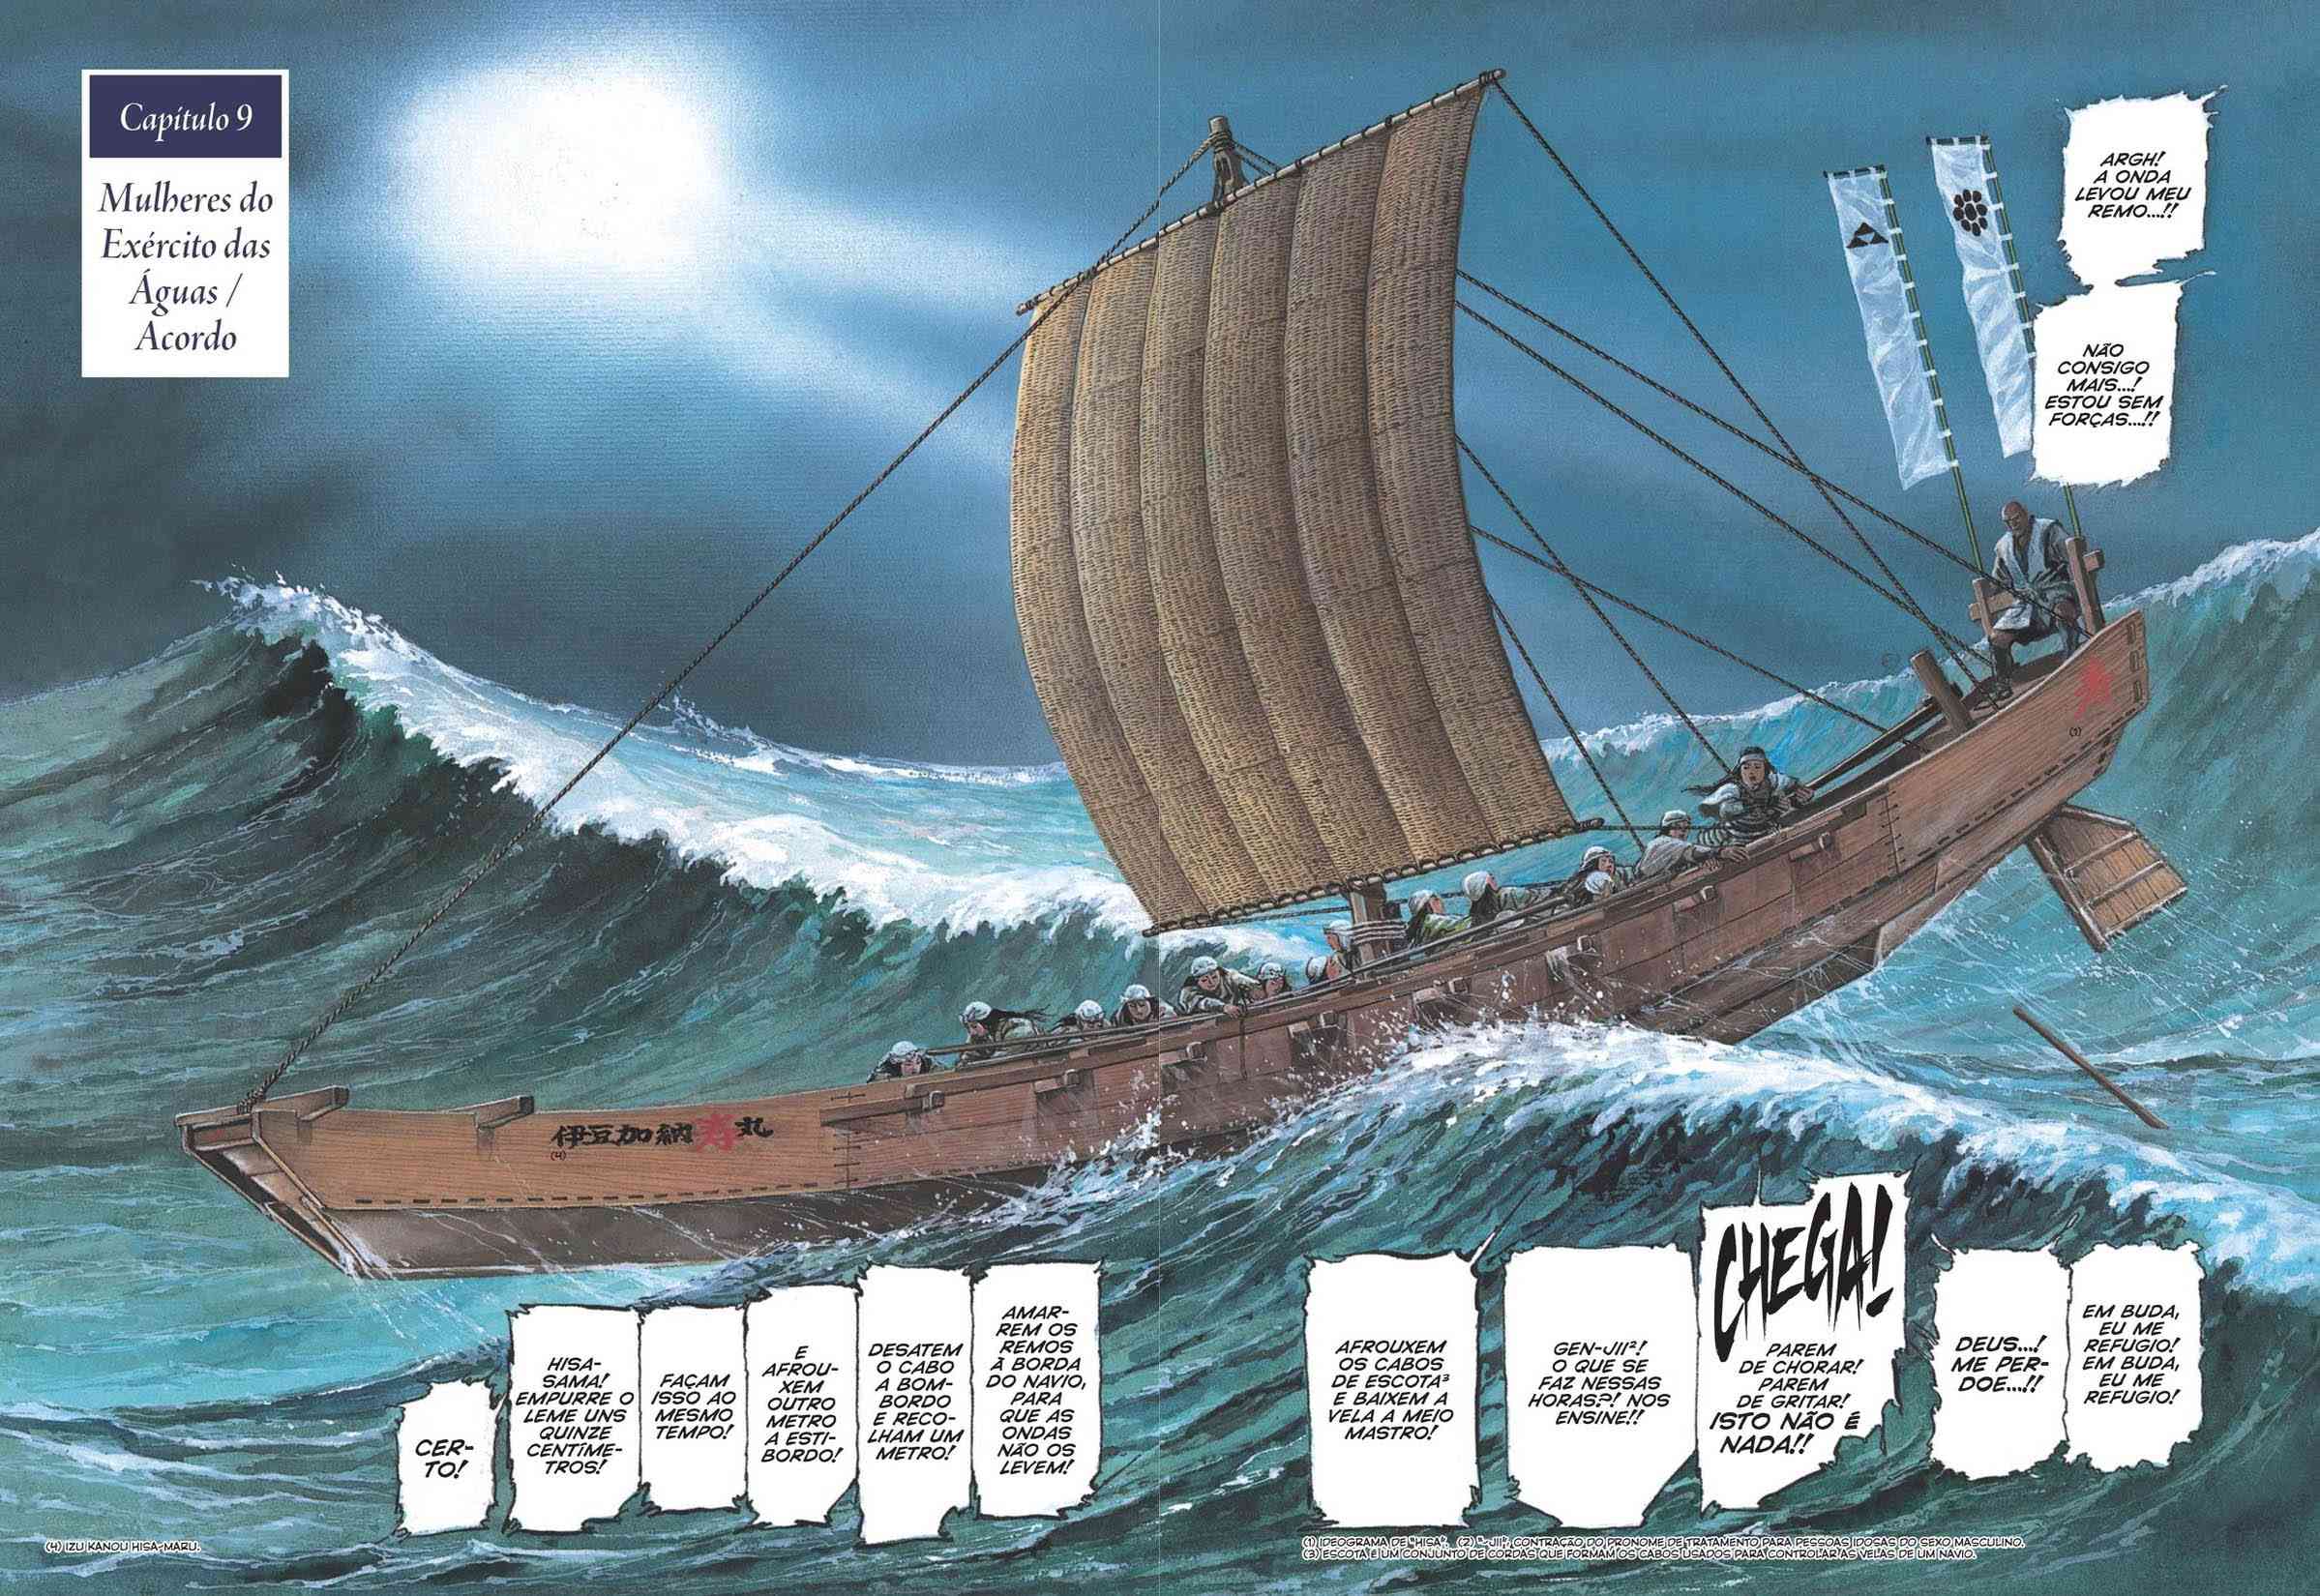 Capítulo 9
Mulheres do
Exército das
Águas /
Acordo
ARGH!
A ONDA
LEVOU MEU
REMO...!!
NÃO
CONSIGO
MAIS...!
ESTOU SEM
FORÇAS...!!
寿
(1)
伊豆加納寿丸
(4)
EM BUDA,
EU ME
REFUGIO!
EM BUDA,
EU ME
REFUGIO!
DEUS...!
ME PER-
DOE...!!
CHEGA!
PAREM
DE CHORAR!
PAREM
DE GRITAR!
ISTO NÃO É
NADA!!
GEN-JII²!
O QUE SE
FAZ NESSAS
HORAS?! NOS
ENSINE!!
AFROUXEM
OS CABOS
DE ESCOTA³
E BAIXEM A
VELA A MEIO
MASTRO!
AMAR-
REM OS
REMOS
À BORDA
DO NAVIO,
PARA
QUE AS
ONDAS
NÃO OS
LEVEM!
DESATEM
O CABO
A BOM-
BORDO
E RECO-
LHAM UM
METRO!
E
AFROU-
XEM
OUTRO
METRO
A ESTI-
BORDO!
FAÇAM
ISSO AO
MESMO
TEMPO!
HISA-
SAMA!
EMPURRE O
LEME UNS
QUINZE
CENTÍME-
TROS!
CER-
TO!
(1) IDEOGRAMA DE "HISA". (2) "-JII", CONTRAÇÃO DO PRONOME DE TRATAMENTO PARA PESSOAS IDOSAS DO SEXO MASCULINO.
(3) ESCOTA É UM CONJUNTO DE CORDAS QUE FORMAM OS CABOS USADOS PARA CONTROLAR AS VELAS DE UM NAVIO.
(4) IZU KANOU HISA-MARU.